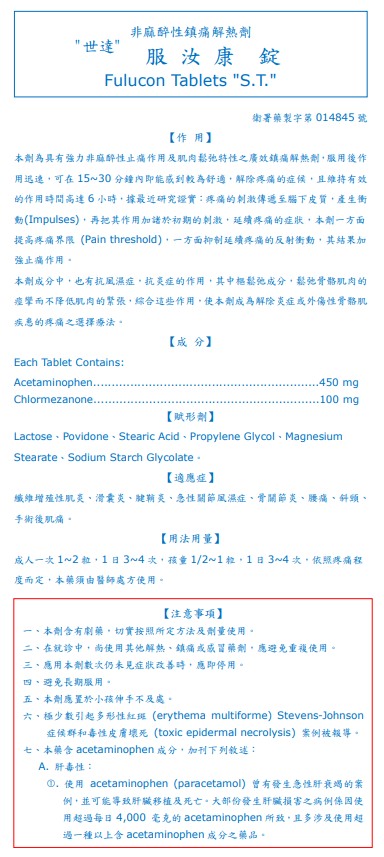 非麻醉性鎮痛解熱劑
"世達" 服汝康 錠
Fulucon Tablets "S.T."
衛署藥製字第 014845 號
【作 用】
本劑為具有強力非麻醉性止痛作用及肌肉鬆弛特性之廣效鎮痛解熱劑，服用後作
用迅速，可在 15~30 分鐘內即能感到較為舒適，解除疼痛的症候，且維持有效
的作用時間高達 6 小時，據最近研究證實：疼痛的刺激傳遞至腦下皮質，產生衝
動(Impulses)，再把其作用加諸於初期的刺激，延續疼痛的症狀，本劑一方面
提高疼痛界限 (Pain threshold)，一方面抑制延續疼痛的反射衝動，其結果加
強止痛作用。
本劑成分中，也有抗風濕症，抗炎症的作用，其中樞鬆弛成分，鬆弛骨骼肌肉的
痙攣而不降低肌肉的緊張，綜合這些作用，使本劑成為解除炎症或外傷性骨骼肌
疾患的疼痛之選擇療法。
【成 分】
Each Tablet Contains:
Acetaminophen.............................................................450 mg
Chlormezanone............................................................100 mg
【賦形劑】
Lactose、Povidone、Stearic Acid、Propylene Glycol、Magnesium
Stearate、Sodium Starch Glycolate。
【適應症】
纖維增殖性肌炎、滑囊炎、腱鞘炎、急性關節風濕症、骨關節炎、腰痛、斜頸、
手術後肌痛。
【用法用量】
成人一次 1~2 粒，1 日 3~4 次，孩童 1/2~1 粒，1 日 3~4 次，依照疼痛程
度而定，本藥須由醫師處方使用。
【注意事項】
一、本劑含有劇藥，切實按照所定方法及劑量使用。
二、在就診中，尚使用其他解熱、鎮痛或感冒藥劑，應避免重複使用。
三、應用本劑數次仍未見症狀改善時，應即停用。
四、避免長期服用。
五、本劑應置於小孩伸手不及處。
六、極少數引起多形性紅斑 (erythema multiforme) Stevens-Johnson
症候群和毒性皮膚壞死 (toxic epidermal necrolysis) 案例被報導。
七、本藥含 acetaminophen 成分，加刊下列敘述：
A. 肝毒性：
①. 使用 acetaminophen (paracetamol) 曾有發生急性肝衰竭的案
例，並可能導致肝臟移植及死亡。大部份發生肝臟損害之病例係因使
用超過每日 4,000 毫克的 acetaminophen 所致，且多涉及使用超
過一種以上含 acetaminophen 成分之藥品。